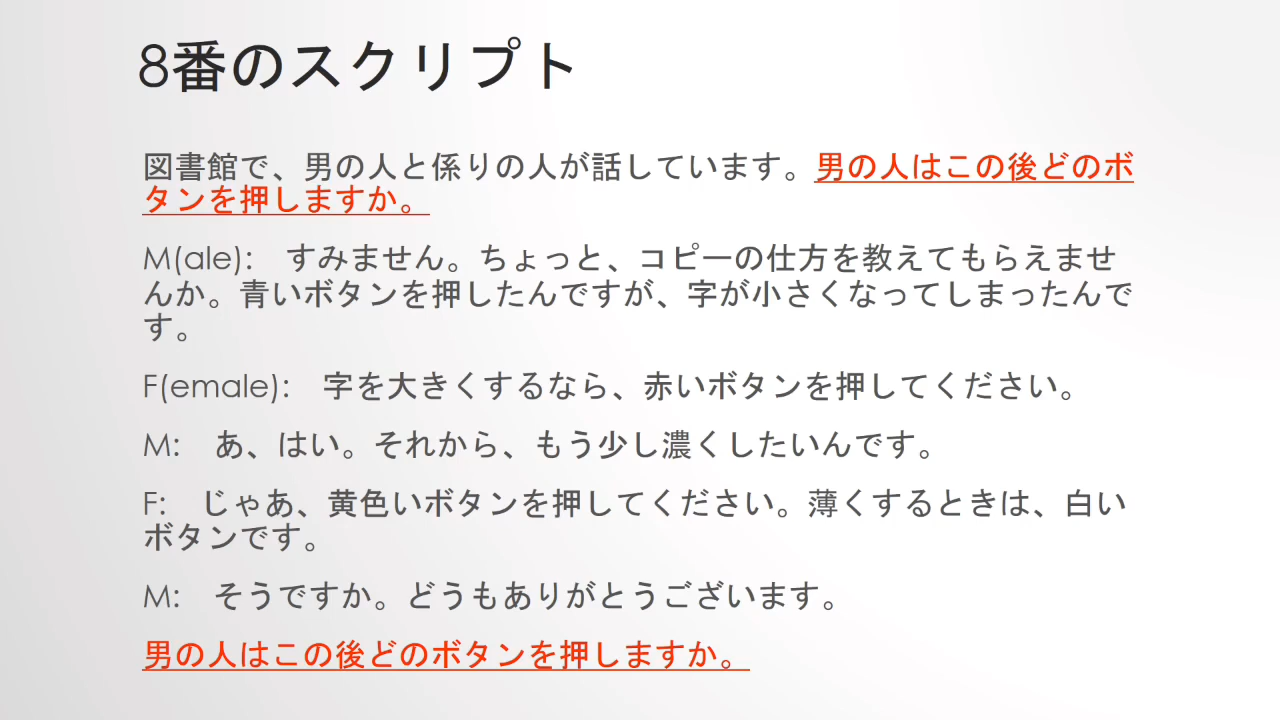 8番のスクリプト
図書館で、男の人と係りの人が話しています。男の人はこの後どのボ
タンを押しますか。
M(ale):　すみません。ちょっと、コピーの仕方を教えてもらえませ
んか。青いボタンを押したんですが、字が小さくなってしまったんで
す。
F(emale):　字を大きくするなら、赤いボタンを押してください。
M:　あ、はい。それから、もう少し濃くしたいんです。
F:　じゃあ、黄色いボタンを押してください。薄くするときは、白い
ボタンです。
M:　そうですか。どうもありがとうございます。
男の人はこの後どのボタンを押しますか。